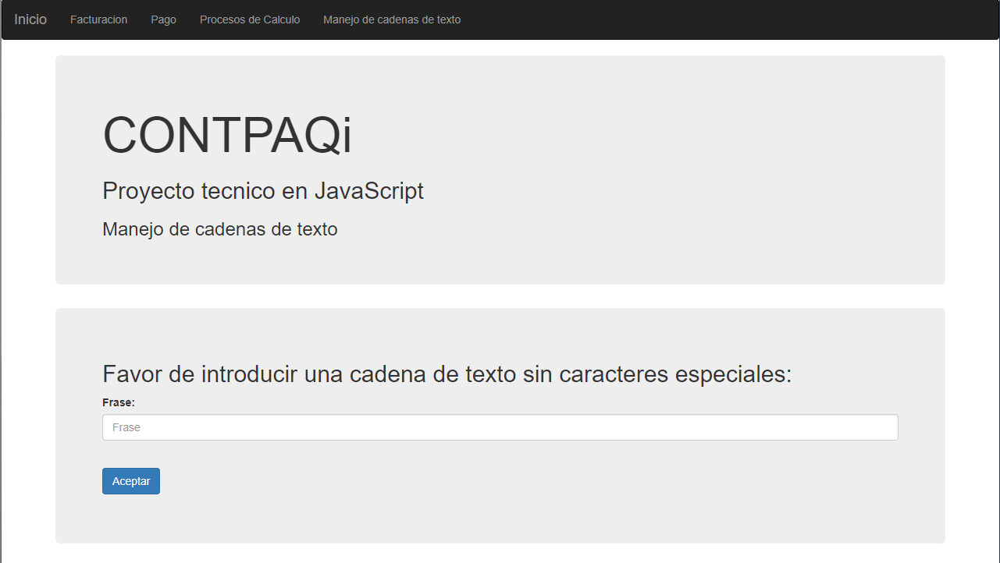 Inicio Facturacion Pago Procesos de Calculo Manejo de cadenas de texto
CONTPAQi
Proyecto tecnico en JavaScript
Manejo de cadenas de texto
Favor de introducir una cadena de texto sin caracteres especiales:
Frase:
Frase
Aceptar